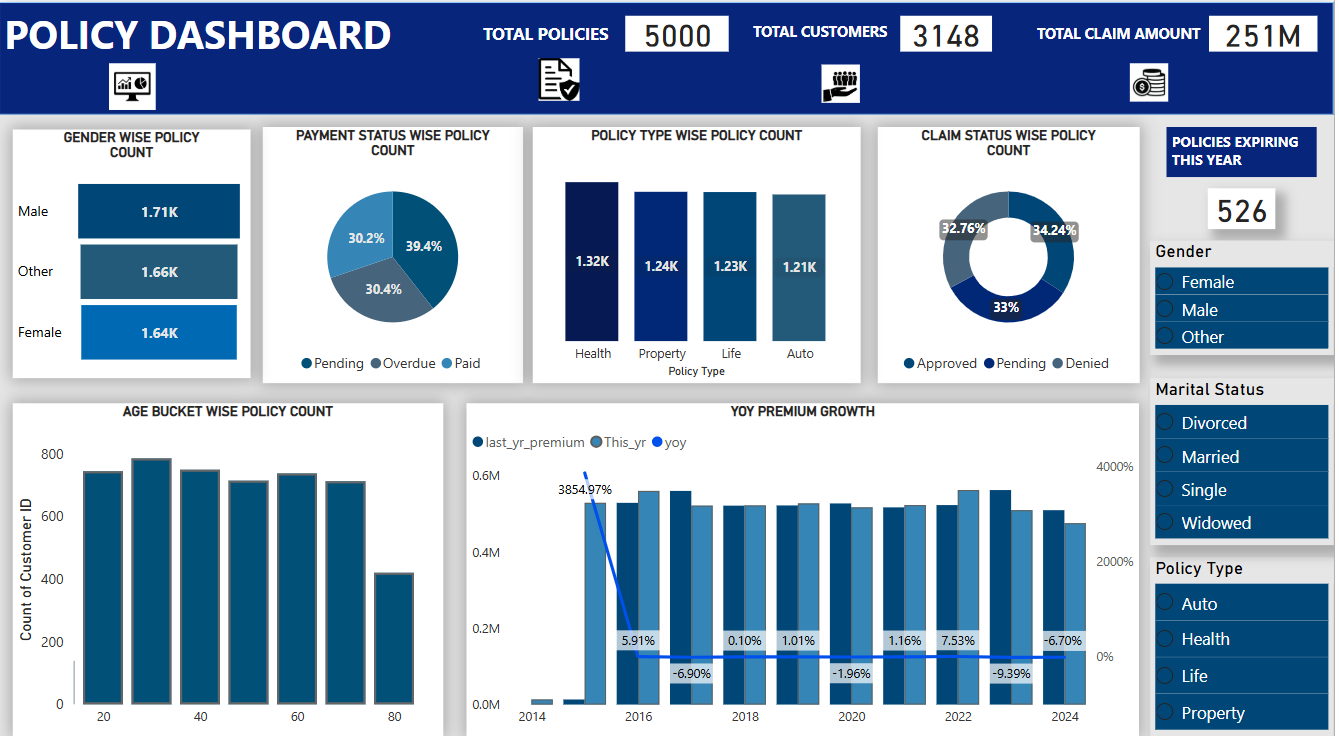 POLICY DASHBOARD
TOTAL POLICIES
5000
TOTAL CUSTOMERS
3148
TOTAL CLAIM AMOUNT
251M
GENDER WISE POLICY
COUNT
Male
1.71K
Other
1.66K
Female
1.64K
PAYMENT STATUS WISE POLICY
COUNT
30.2%
39.4%
30.4%
Pending
Overdue
Paid
POLICY TYPE WISE POLICY COUNT
1.32K
1.24K
1.23K
1.21K
Health
Property
Life
Auto
Policy Type
CLAIM STATUS WISE POLICY
COUNT
32.76%
34.24%
33%
Approved
Pending
Denied
POLICIES EXPIRING
THIS YEAR
526
Gender
Female
Male
Other
Marital Status
Divorced
Married
Single
Widowed
Policy Type
Auto
Health
Life
Property
AGE BUCKET WISE POLICY COUNT
Count of Customer ID
800
600
400
200
0
20
40
60
80
YOY PREMIUM GROWTH
last_yr_premium
This_yr
yoy
0.6M
0.4M
0.2M
0.0M
4000%
2000%
0%
3854.97%
5.91%
-6.90%
0.10%
1.01%
-1.96%
1.16%
7.53%
-9.39%
-6.70%
2014
2016
2018
2020
2022
2024